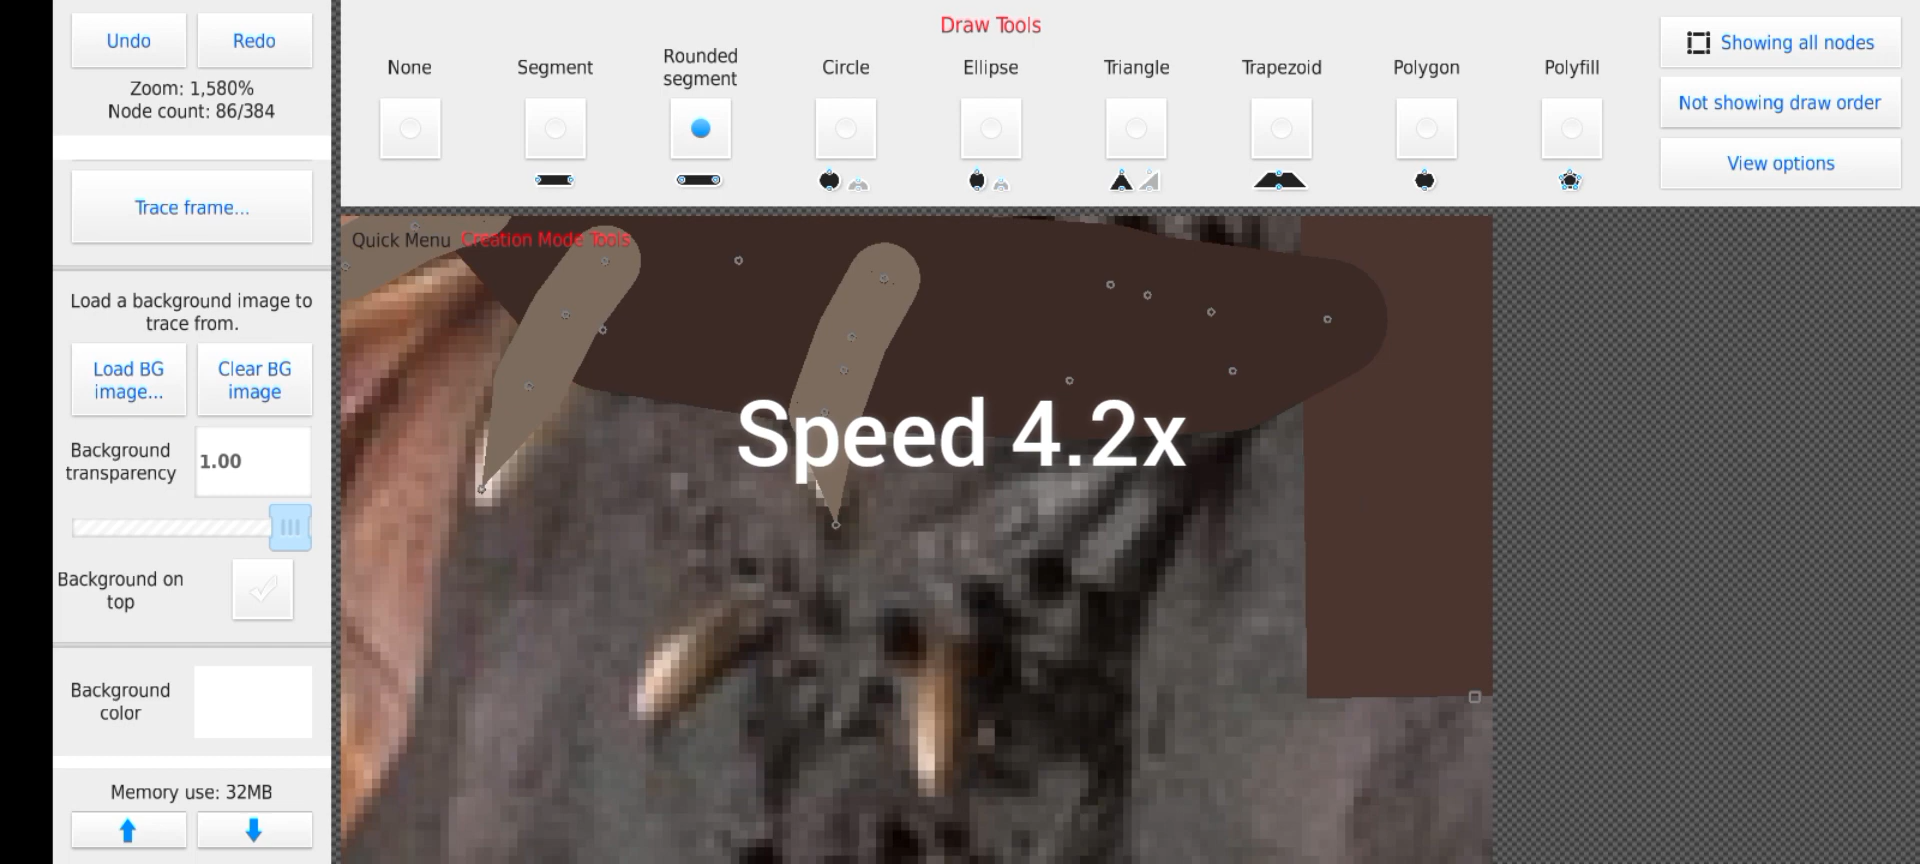 Undo
Redo
Zoom: 1,580%
Node count: 86/384
Trace frame...
Load a background image to
trace from.
Load BG
image...
Clear BG
image
Background
transparency
1.00
Background on
top
Background
color
Memory use: 32MB
Draw Tools
None
Segment
Rounded
segment
Circle
Ellipse
Triangle
Trapezoid
Polygon
Polyfill
Showing all nodes
Not showing draw order
View options
Quick Menu
Creation Mode Tools
Speed 4.2x